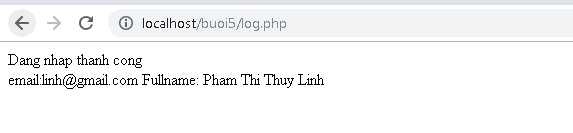 localhost/buoi5/log.php
Dang nhap thanh cong
email:linh@gmail.com Fullname: Pham Thi Thuy Linh